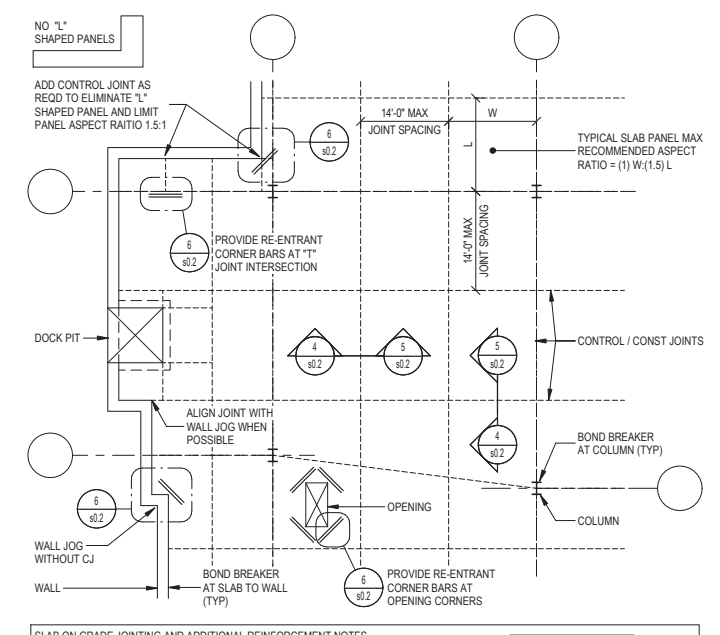 NO "L"
SHAPED PANELS
ADD CONTROL JOINT AS
REQD TO ELIMINATE "L"
SHAPED PANEL AND LIMIT
PANEL ASPECT RAITIO 1.5:1
6
s0.2
14'-0" MAX
JOINT SPACING
W
L
TYPICAL SLAB PANEL MAX
RECOMMENDED ASPECT
RATIO = (1) W:(1.5) L
6
s0.2
PROVIDE RE-ENTRANT
CORNER BARS AT "T"
JOINT INTERSECTION
14'-0" MAX
JOINT SPACING
DOCK PIT
4
s0.2
5
s0.2
5
s0.2
CONTROL / CONST JOINTS
ALIGN JOINT WITH
WALL JOG WHEN
POSSIBLE
4
s0.2
BOND BREAKER
AT COLUMN (TYP)
6
s0.2
OPENING
COLUMN
WALL JOG
WITHOUT CJ
WALL
BOND BREAKER
AT SLAB TO WALL
(TYP)
6
s0.2
PROVIDE RE-ENTRANT
CORNER BARS AT
OPENING CORNERS
SLAB ON GRADE JOINTING AND ADDITIONAL REINFORCEMENT NOTES